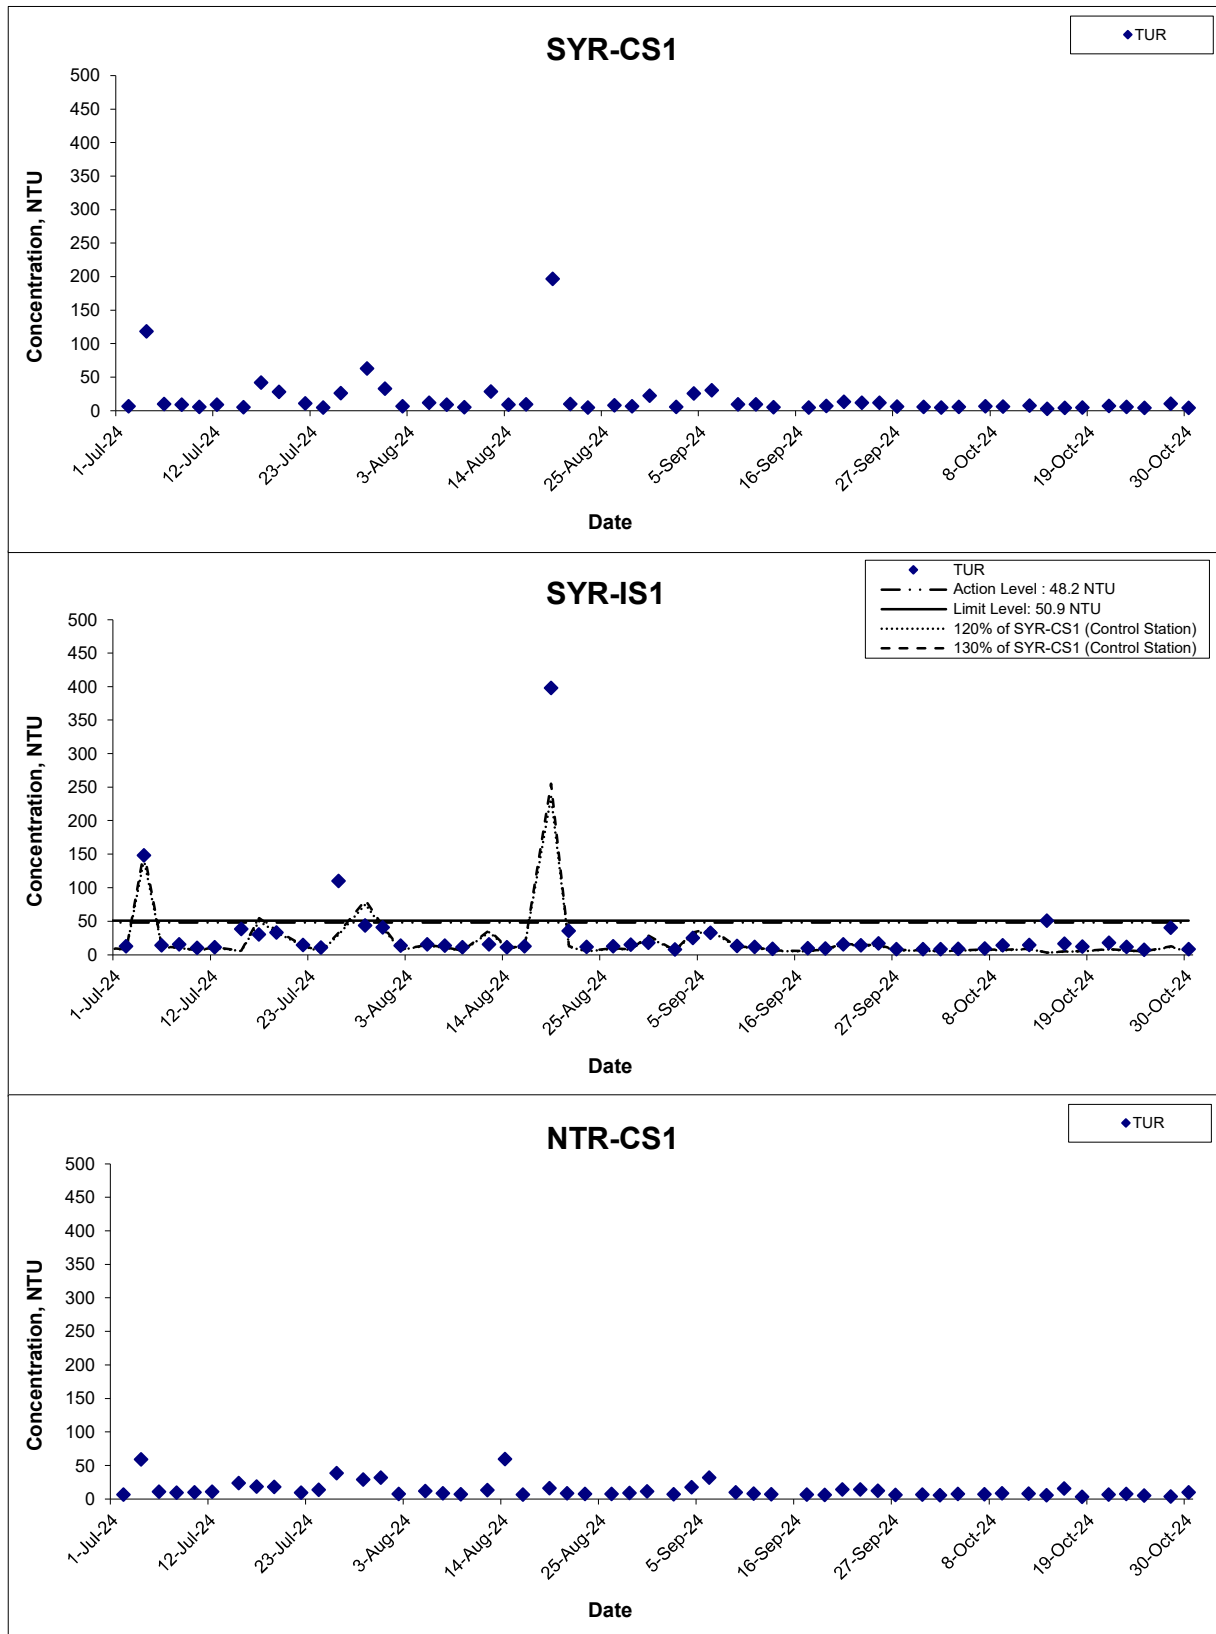 SYR-CS1
TUR
500
450
400
350
300
250
200
150
100
50
0
Concentration, NTU
1-Jul-24
12-Jul-24
23-Jul-24
3-Aug-24
14-Aug-24
25-Aug-24
5-Sep-24
16-Sep-24
27-Sep-24
8-Oct-24
19-Oct-24
30-Oct-24
Date
SYR-IS1
TUR
Action Level : 48.2 NTU
Limit Level: 50.9 NTU
120% of SYR-CS1 (Control Station)
130% of SYR-CS1 (Control Station)
500
450
400
350
300
250
200
150
100
50
0
Concentration, NTU
1-Jul-24
12-Jul-24
23-Jul-24
3-Aug-24
14-Aug-24
25-Aug-24
5-Sep-24
16-Sep-24
27-Sep-24
8-Oct-24
19-Oct-24
30-Oct-24
Date
NTR-CS1
TUR
500
450
400
350
300
250
200
150
100
50
0
Concentration, NTU
1-Jul-24
12-Jul-24
23-Jul-24
3-Aug-24
14-Aug-24
25-Aug-24
5-Sep-24
16-Sep-24
27-Sep-24
8-Oct-24
19-Oct-24
30-Oct-24
Date